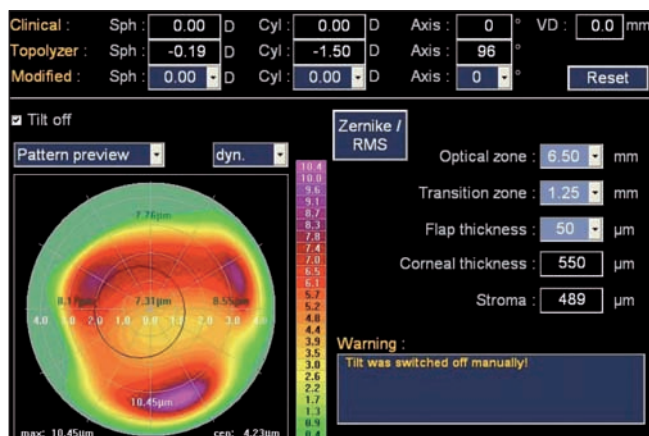 Clinical : Sph : 0.00 D Cyl : 0.00 D Axis : 0 ° VD : 0.0 mm
Topolyzer : Sph : -0.19 D Cyl : -1.50 D Axis : 96 °
Modified : Sph : 0.00 D Cyl : 0.00 D Axis : 0 ° Reset
Tilt off
Pattern preview dyn.
Zernike / RMS
Optical zone : 6.50 mm
Transition zone : 1.25 mm
Flap thickness : 50 µm
Corneal thickness : 550 µm
Stroma : 489 µm
Warning :
Tilt was switched off manually!
10.4
10.0
9.6
9.1
8.7
8.3
7.8
7.4
7.0
6.5
6.1
5.7
5.2
4.8
4.4
3.9
3.5
3.0
2.6
2.2
1.7
1.3
0.9
0.4
-7.76µm
7.31µm
4.0 3.0 2.0 1.0 0.0 1.0 2.0 3.0 4.0
10.45µm
max: 10.45µm cen: 4.23µm